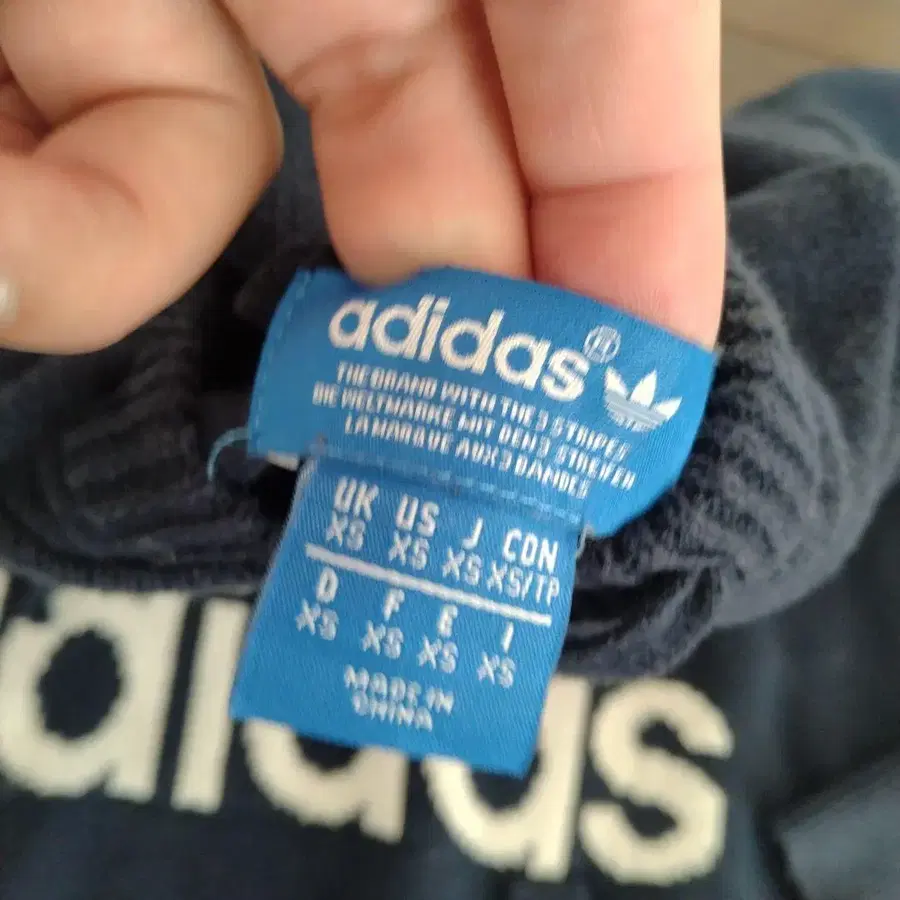 adidas
THE BRAND WITH THE 3 STRIPES
DIE WELTMARKE MIT DEN 3 STREIFEN
LA MARQUE AUX 3 BANDES
UK US J CDN
XS XS XS XS/TP
D F E I
XS XS XS XS
MADE IN
CHINA
adidas